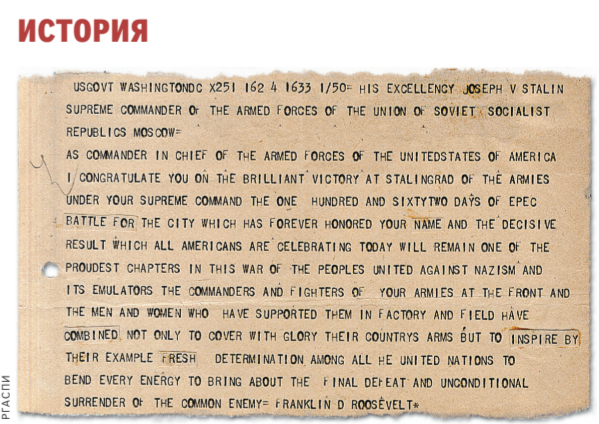 ИСТОРИЯ
USGOVT WASHINGTONDC X251 162 4 1633 1/50= HIS EXCELLENCY JOSEPH V STALIN
SUPREME COMMANDER OF THE ARMED FORCES OF THE UNION OF SOVIET SOCIALIST
REPUBLICS MOSCOW=
AS COMMANDER IN CHIEF OF THE ARMED FORCES OF THE UNITEDSTATES OF AMERICA
I CONGRATULATE YOU ON THE BRILLIANT VICTORY AT STALINGRAD OF THE ARMIES
UNDER YOUR SUPREME COMMAND THE ONE HUNDRED AND SIXTYTWO DAYS OF EPEC
BATTLE FOR THE CITY WHICH HAS FOREVER HONORED YOUR NAME AND THE DECISIVE
RESULT WHICH ALL AMERICANS ARE CELEBRATING TODAY WILL REMAIN ONE OF THE
PROUDEST CHAPTERS IN THIS WAR OF THE PEOPLES UNITED AGAINST NAZISM AND
ITS EMULATORS THE COMMANDERS AND FIGHTERS OF YOUR ARMIES AT THE FRONT AND
THE MEN AND WOMEN WHO HAVE SUPPORTED THEM IN FACTORY AND FIELD HAVE
COMBINED NOT ONLY TO COVER WITH GLORY THEIR COUNTRYS ARMS BUT TO INSPIRE BY
THEIR EXAMPLE FRESH DETERMINATION AMONG ALL HE UNITED NATIONS TO
BEND EVERY ENERGY TO BRING ABOUT THE FINAL DEFEAT AND UNCONDITIONAL
SURRENDER OF THE COMMON ENEMY= FRANKLIN D ROOSEVELT*
РГАСПИ